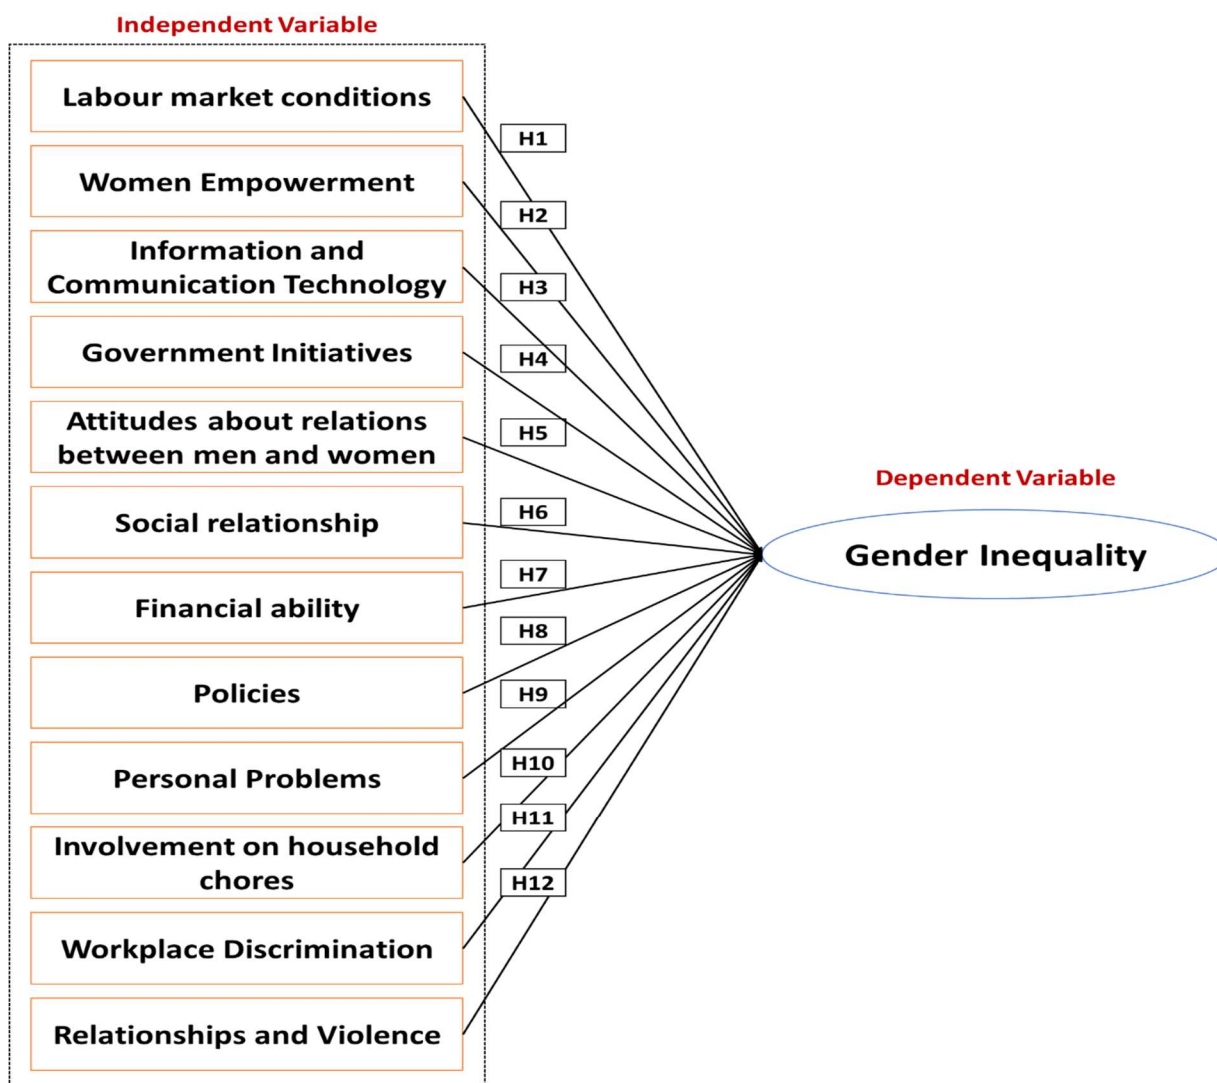 Independent Variable
Labour market conditions
Women Empowerment
Information and
Communication Technology
Government Initiatives
Attitudes about relations
between men and women
Social relationship
Financial ability
Policies
Personal Problems
Involvement on household
chores
Workplace Discrimination
Relationships and Violence
H1
H2
H3
H4
H5
H6
H7
H8
H9
H10
H11
H12
Dependent Variable
Gender Inequality